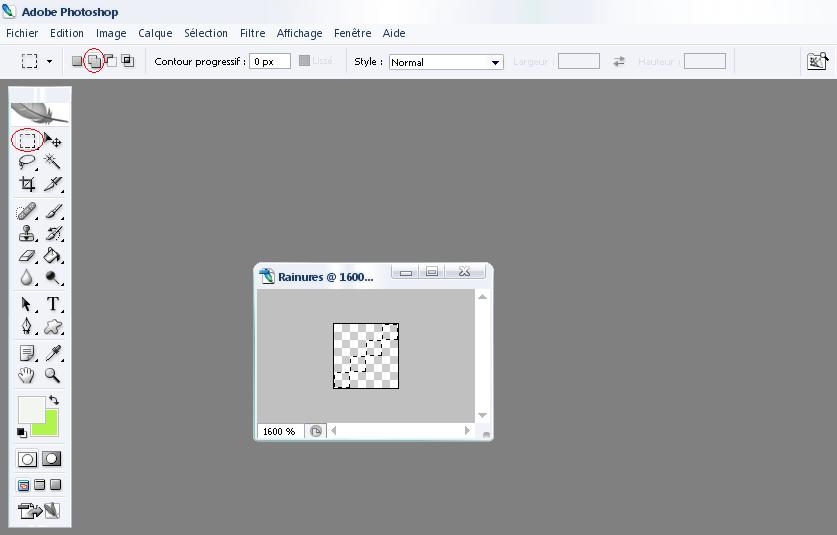 Adobe Photoshop
Fichier Edition Image Calque Sélection Filtre Affichage Fenêtre Aide
Contour progressif : 0 px Lissé Style : Normal Largeur : Hauteur :
Rainures @ 1600...
1600 %